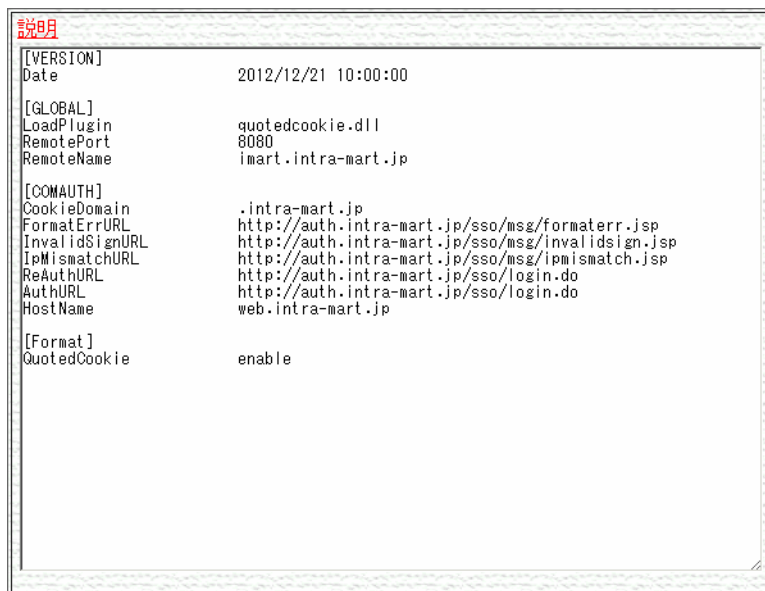 説明
[VERSION]
Date 2012/12/21 10:00:00
[GLOBAL]
LoadPlugin quotedcookie.dll
RemotePort 8080
RemoteName imart.intra-mart.jp
[COMAUTH]
CookieDomain .intra-mart.jp
FormatErrURL http://auth.intra-mart.jp/sso/msg/formaterr.jsp
InvalidSignURL http://auth.intra-mart.jp/sso/msg/invalidsign.jsp
IpMismatchURL http://auth.intra-mart.jp/sso/msg/ipmismatch.jsp
ReAuthURL http://auth.intra-mart.jp/sso/login.do
AuthURL http://auth.intra-mart.jp/sso/login.do
HostName web.intra-mart.jp
[Format]
QuotedCookie enable